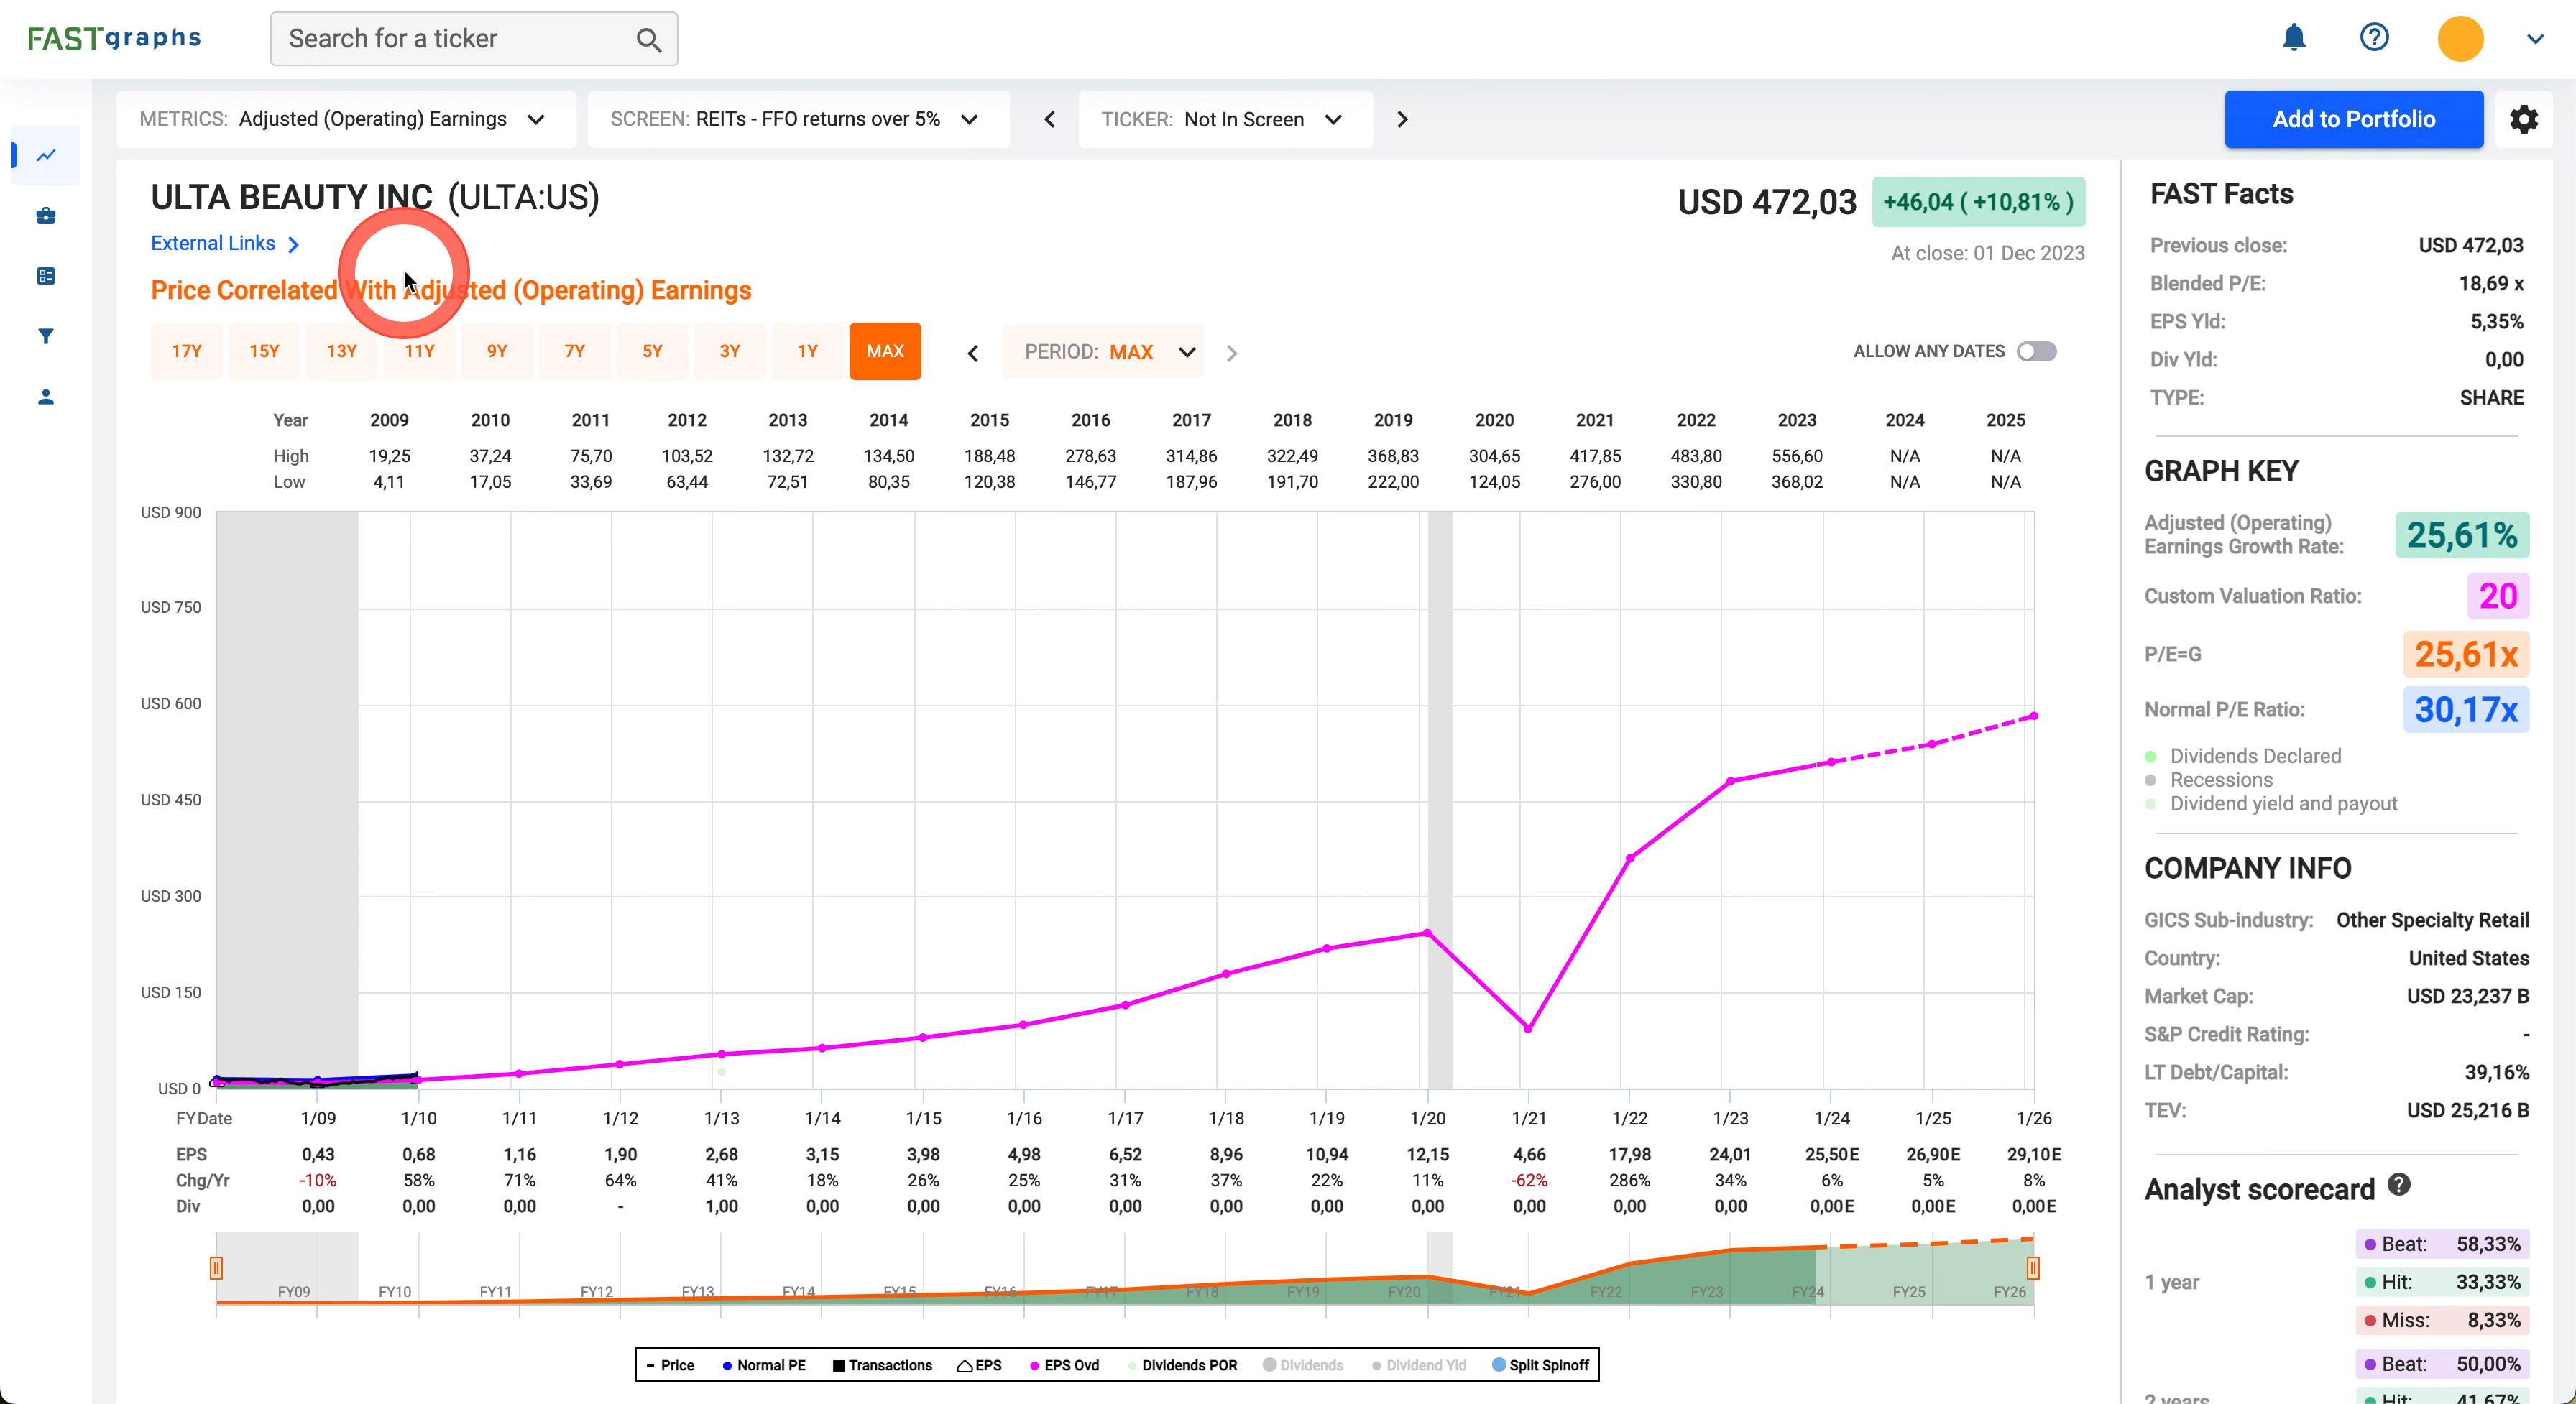 FASTgraphs
Search for a ticker
METRICS: Adjusted (Operating) Earnings
SCREEN: REITs - FFO returns over 5%
TICKER: Not In Screen
Add to Portfolio
ULTA BEAUTY INC (ULTA:US)
USD 472,03 +46,04 ( +10,81% )
External Links
At close: 01 Dec 2023
Price Correlated With Adjusted (Operating) Earnings
17Y 15Y 13Y 11Y 9Y 7Y 5Y 3Y 1Y MAX
PERIOD: MAX
ALLOW ANY DATES
Year 2009 2010 2011 2012 2013 2014 2015 2016 2017 2018 2019 2020 2021 2022 2023 2024 2025
High 19,25 37,24 75,70 103,52 132,72 134,50 188,48 278,63 314,86 322,49 368,83 304,65 417,85 483,80 556,60 N/A N/A
Low 4,11 17,05 33,69 63,44 72,51 80,35 120,38 146,77 187,96 191,70 222,00 124,05 276,00 330,80 368,02 N/A N/A
USD 900
USD 750
USD 600
USD 450
USD 300
USD 150
USD 0
FYDate 1/09 1/10 1/11 1/12 1/13 1/14 1/15 1/16 1/17 1/18 1/19 1/20 1/21 1/22 1/23 1/24 1/25 1/26
EPS 0,43 0,68 1,16 1,90 2,68 3,15 3,98 4,98 6,52 8,96 10,94 12,15 4,66 17,98 24,01 25,50E 26,90E 29,10E
Chg/Yr -10% 58% 71% 64% 41% 18% 26% 25% 31% 37% 22% 11% -62% 286% 34% 6% 5% 8%
Div 0,00 0,00 0,00 - 1,00 0,00 0,00 0,00 0,00 0,00 0,00 0,00 0,00 0,00 0,00 0,00E 0,00E 0,00E
FY09 FY10 FY11 FY12 FY13 FY14 FY15 FY16 FY17 FY18 FY19 FY20 FY21 FY22 FY23 FY24 FY25 FY26
Price Normal PE Transactions EPS EPS Ovd Dividends POR Dividends Dividend Yld Split Spinoff
FAST Facts
Previous close: USD 472,03
Blended P/E: 18,69 x
EPS Yld: 5,35%
Div Yld: 0,00
TYPE: SHARE
GRAPH KEY
Adjusted (Operating)
Earnings Growth Rate: 25,61%
Custom Valuation Ratio: 20
P/E=G 25,61x
Normal P/E Ratio: 30,17x
Dividends Declared
Recessions
Dividend yield and payout
COMPANY INFO
GICS Sub-industry: Other Specialty Retail
Country: United States
Market Cap: USD 23,237 B
S&P Credit Rating: -
LT Debt/Capital: 39,16%
TEV: USD 25,216 B
Analyst scorecard
Beat: 58,33%
1 year Hit: 33,33%
Miss: 8,33%
Beat: 50,00%
2 years Hit: 41,67%